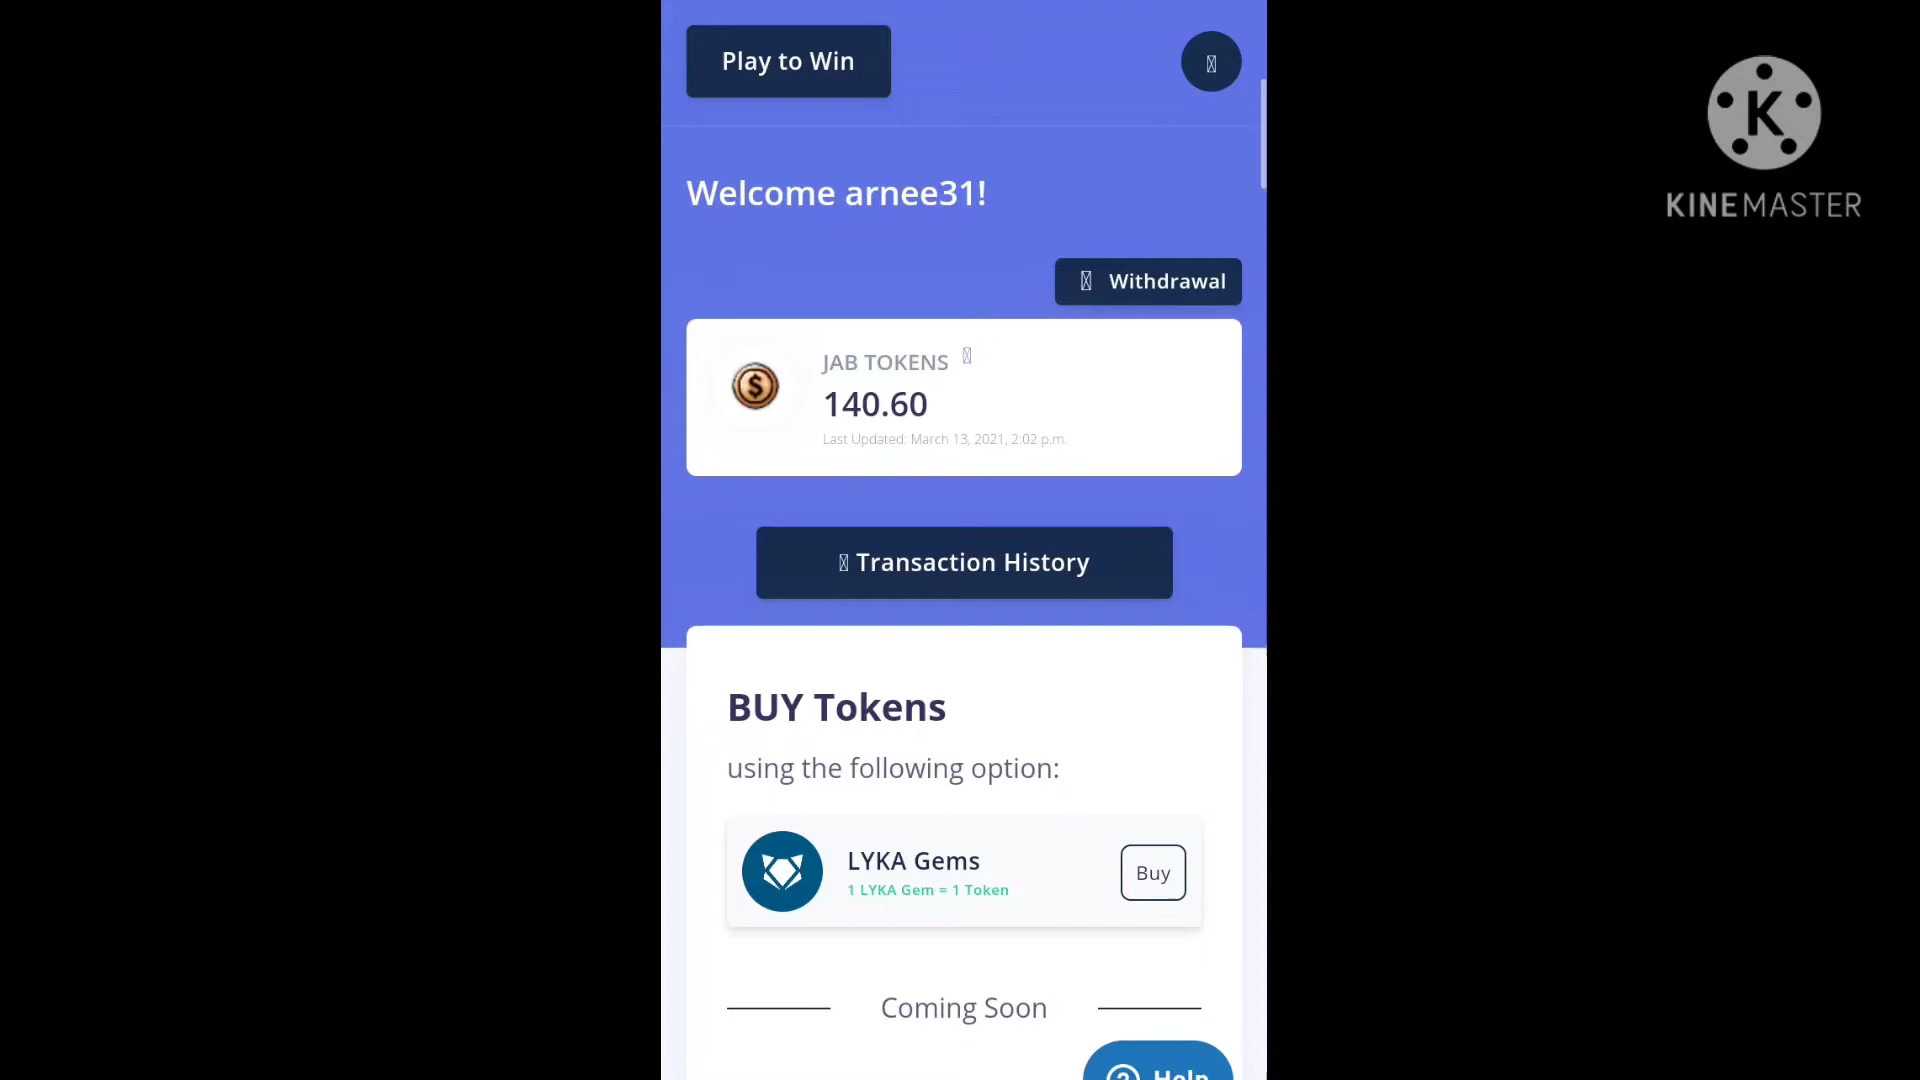 Play to Win
K
KINEMASTER
Welcome arnee31!
Withdrawal
JAB TOKENS
140.60
Last Updated: March 13, 2021, 2:02 p.m.
Transaction History
BUY Tokens
using the following option:
LYKA Gems
1 LYKA Gem = 1 Token
Buy
Coming Soon
? Help